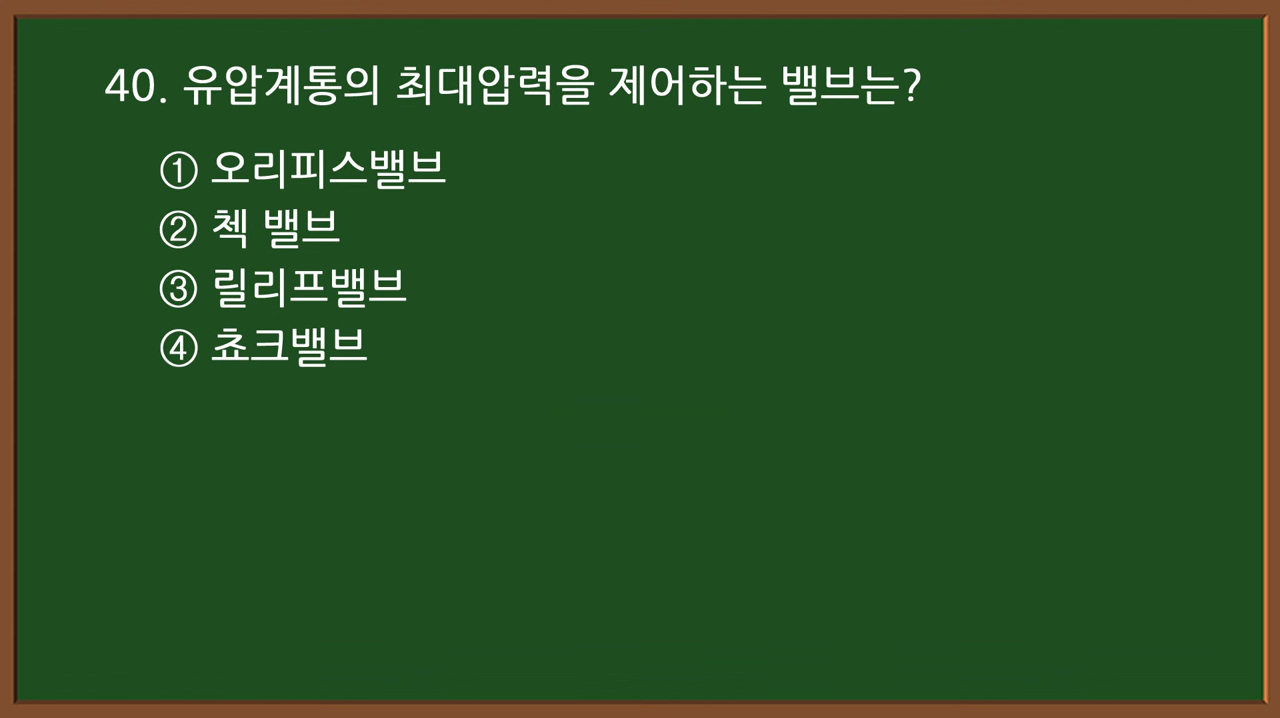 40. 유압계통의 최대압력을 제어하는 밸브는?
① 오리피스밸브
② 첵 밸브
③ 릴리프밸브
④ 쵸크밸브